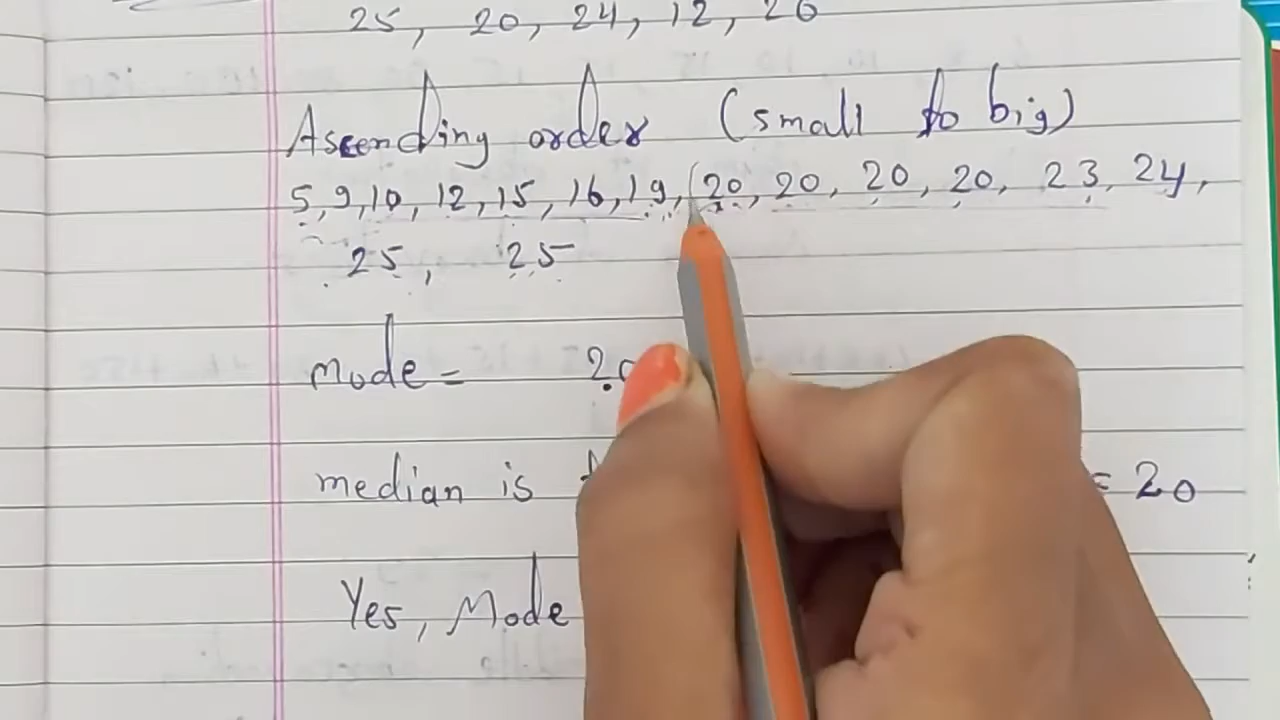 25, 20, 24, 12, 20
Ascending order (small to big)
5, 9, 10, 12, 15, 16, 19, (20, 20, 20, 20, 23, 24,
25, 25
mode =
median is = 20
Yes, Mode